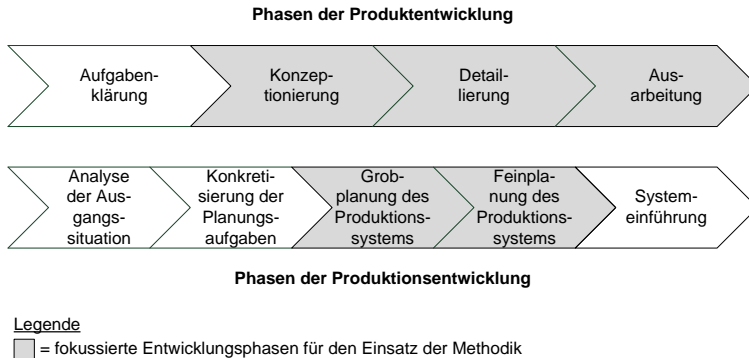 Phasen der Produktentwicklung
Aufgaben-
klärung
Konzep-
tionierung
Detail-
lierung
Aus-
arbeitung
Analyse
der Aus-
gangs-
situation
Konkreti-
sierung der
Planungs-
aufgaben
Grob-
planung des
Produktions-
systems
Feinpla-
nung des
Produktions-
systems
System-
einführung
Phasen der Produktionsentwicklung
Legende
= fokussierte Entwicklungsphasen für den Einsatz der Methodik